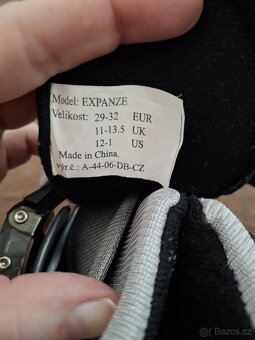 Model: EXPANZE
Velikost: 29-32 EUR
11-13.5 UK
12-1 US
Made in China.
výr.č.: A-44-06-DB-CZ
Bazos.cz